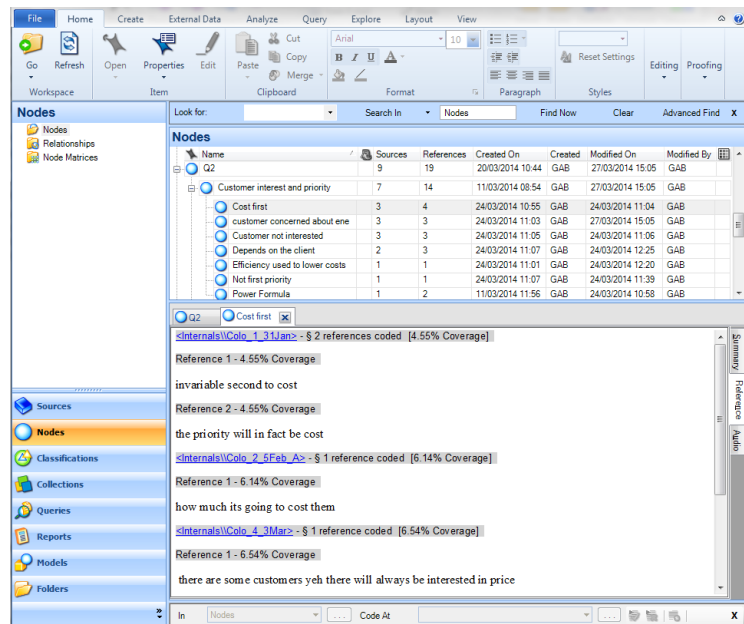 File Home Create External Data Analyze Query Explore Layout View
Go Refresh Open Properties Edit Paste Cut Copy Merge Arial 10 B I U A Reset Settings Editing Proofing
Workspace Item Clipboard Format Paragraph Styles
Nodes
Nodes
Relationships
Node Matrices
Look for: Search In Nodes Find Now Clear Advanced Find X
Nodes
Name Sources References Created On Created Modified On Modified By
Q2 9 19 20/03/2014 10:44 GAB 27/03/2014 15:05 GAB
Customer interest and priority 7 14 11/03/2014 08:54 GAB 27/03/2014 15:05 GAB
Cost first 3 4 24/03/2014 10:55 GAB 24/03/2014 11:04 GAB
customer concerned about ene 3 3 24/03/2014 11:03 GAB 27/03/2014 15:05 GAB
Customer not interested 3 3 24/03/2014 11:05 GAB 24/03/2014 11:06 GAB
Depends on the client 2 3 24/03/2014 11:07 GAB 24/03/2014 12:25 GAB
Efficiency used to lower costs 1 1 24/03/2014 11:01 GAB 24/03/2014 12:20 GAB
Not first priority 1 1 24/03/2014 11:07 GAB 24/03/2014 11:39 GAB
Power Formula 1 2 11/03/2014 11:56 GAB 24/03/2014 10:58 GAB
Q2 Cost first
<Internals\\Colo_1_31Jan> - § 2 references coded [4.55% Coverage]
Reference 1 - 4.55% Coverage
invariable second to cost
Reference 2 - 4.55% Coverage
the priority will in fact be cost
<Internals\\Colo_2_5Feb_A> - § 1 reference coded [6.14% Coverage]
Reference 1 - 6.14% Coverage
how much its going to cost them
<Internals\\Colo_4_3Mar> - § 1 reference coded [6.54% Coverage]
Reference 1 - 6.54% Coverage
there are some customers yeh there will always be interested in price
Summary
Reference
Audio
Sources
Nodes
Classifications
Collections
Queries
Reports
Models
Folders
In Nodes ... Code At ... X